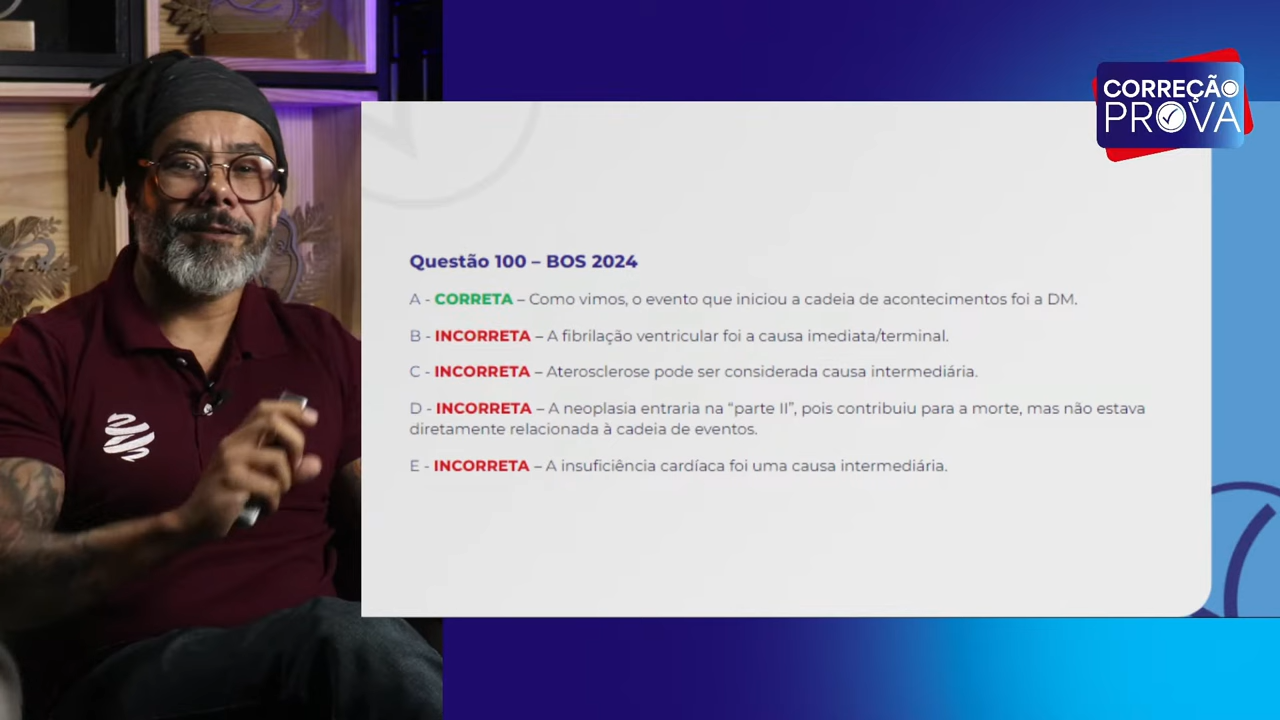 CORREÇÃO
PROVA
Questão 100 – BOS 2024
A - CORRETA – Como vimos, o evento que iniciou a cadeia de acontecimentos foi a DM.
B - INCORRETA – A fibrilação ventricular foi a causa imediata/terminal.
C - INCORRETA – Aterosclerose pode ser considerada causa intermediária.
D - INCORRETA – A neoplasia entraria na “parte II”, pois contribuiu para a morte, mas não estava
diretamente relacionada à cadeia de eventos.
E - INCORRETA – A insuficiência cardíaca foi uma causa intermediária.